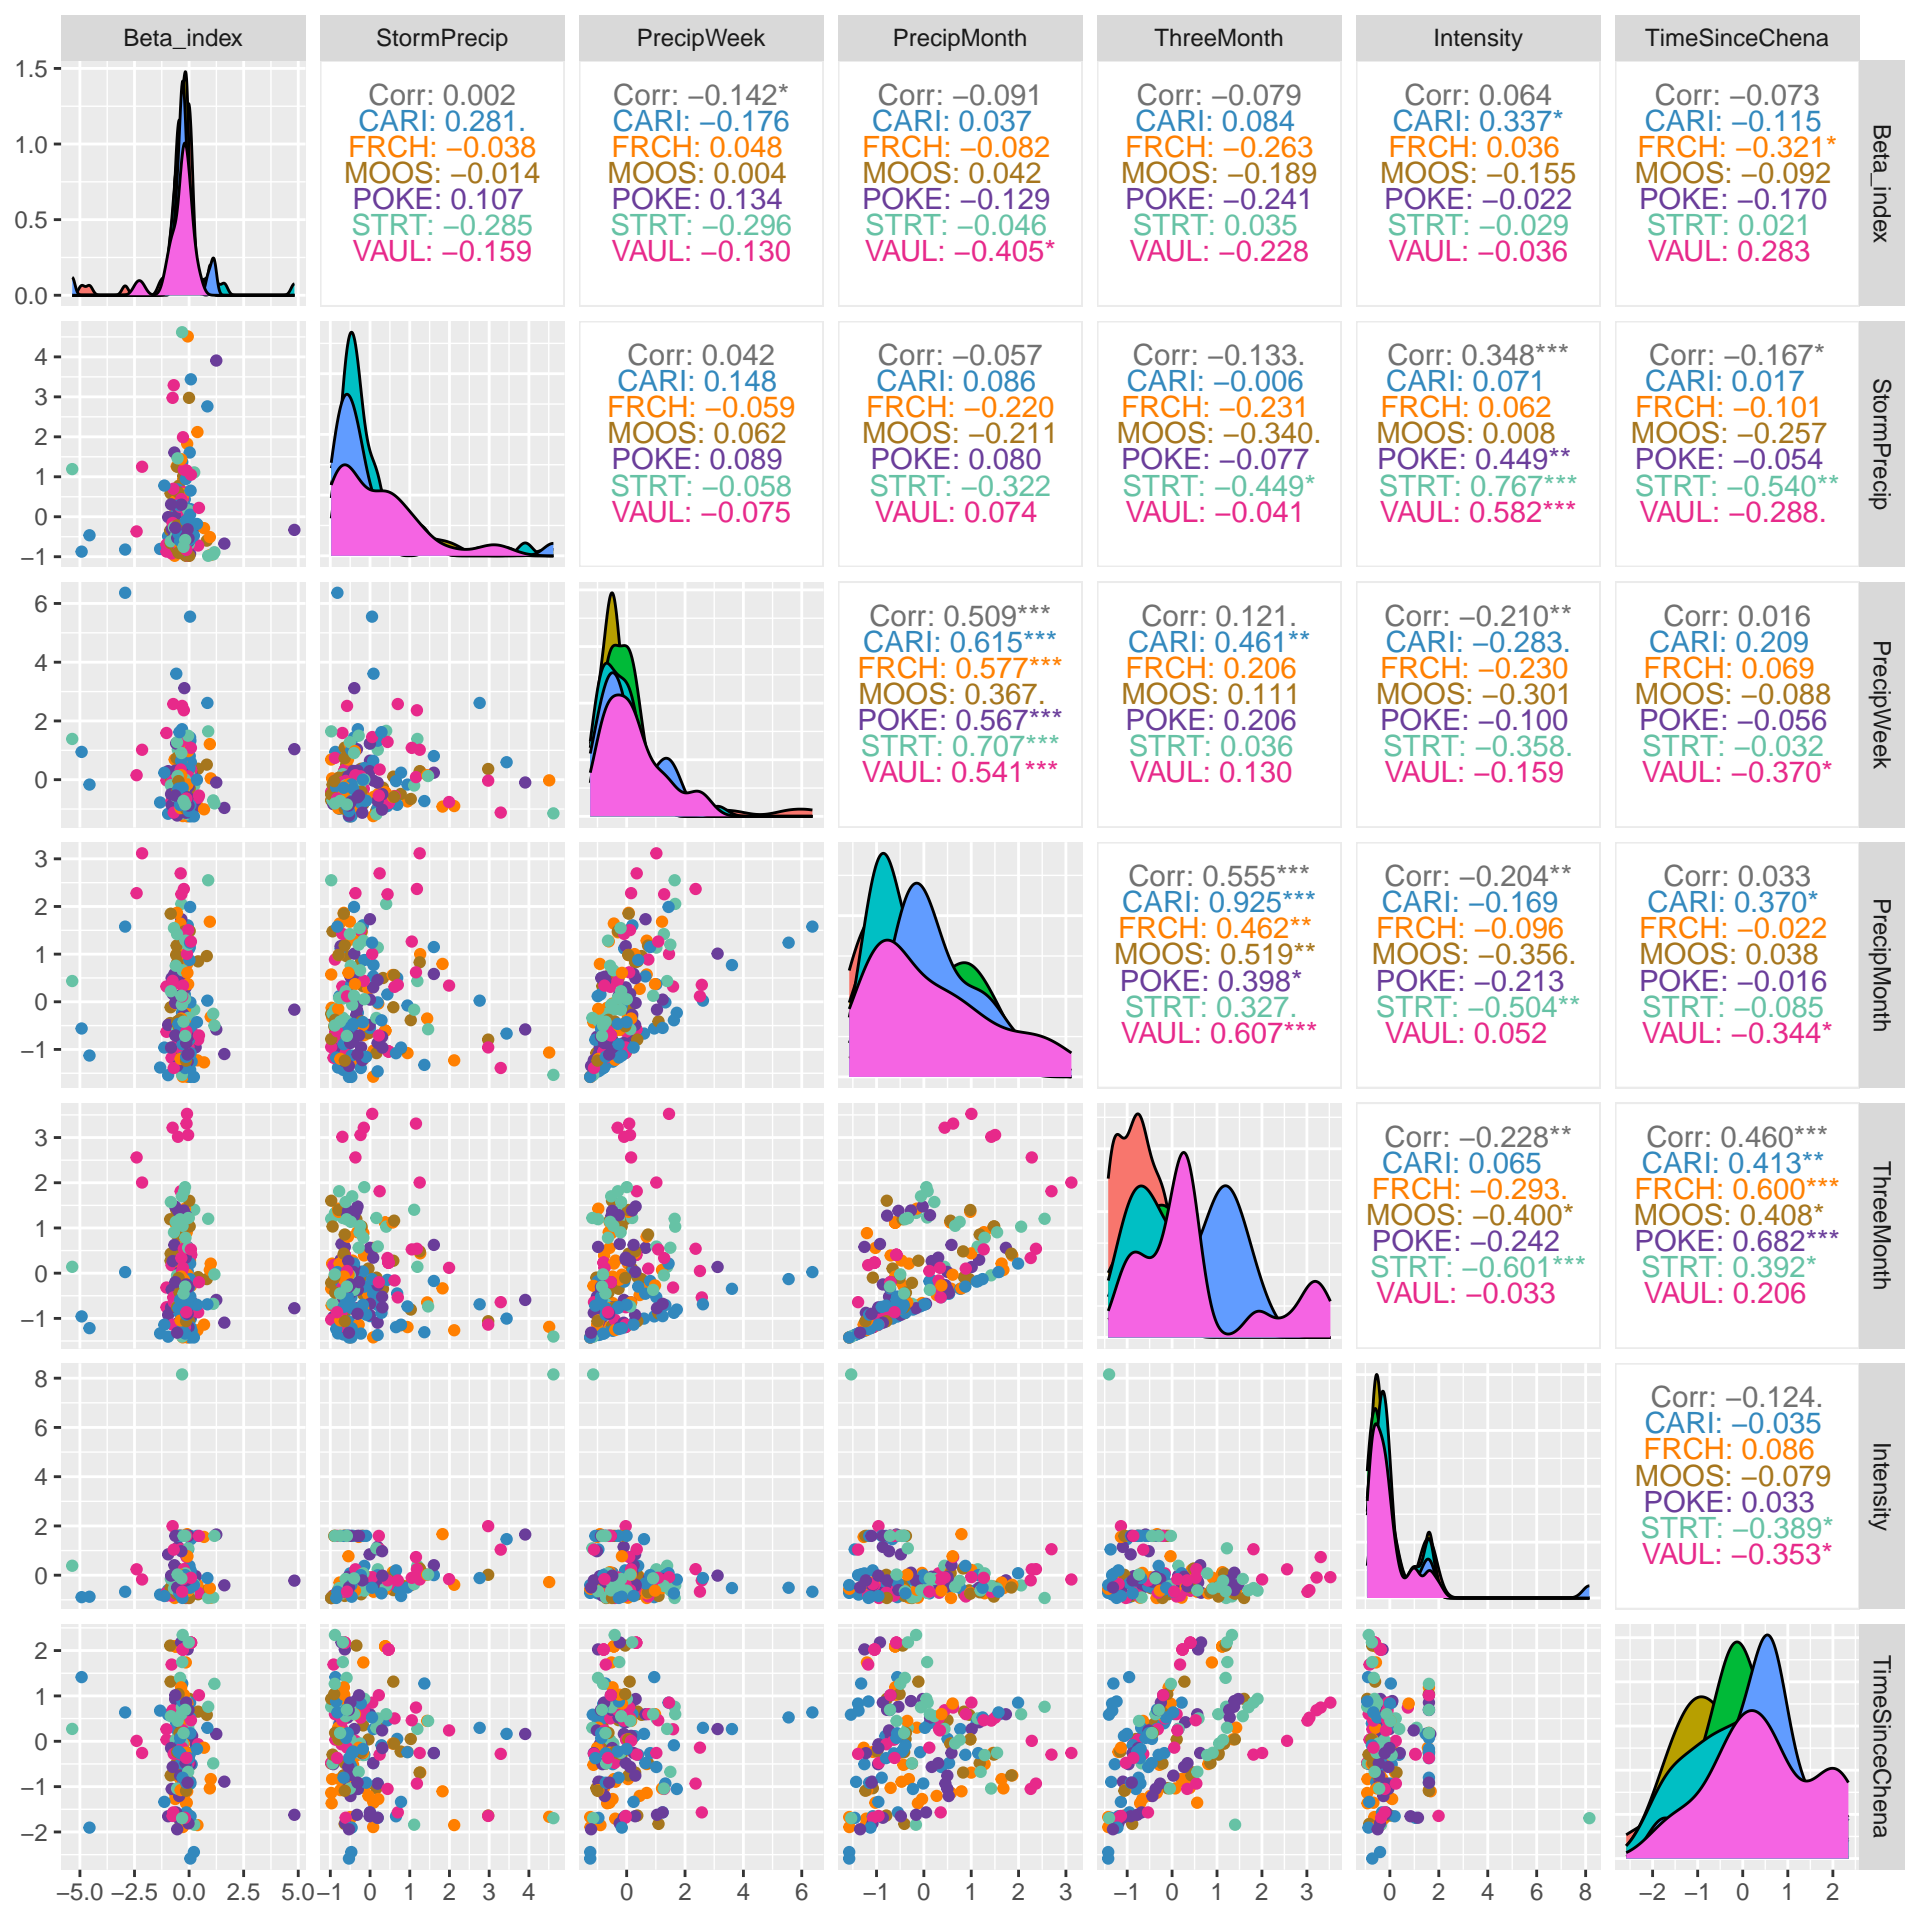 Beta_index
StormPrecip
PrecipWeek
PrecipMonth
ThreeMonth
Intensity
TimeSinceChena
1.5
1.0
0.5
0.0
Corr: 0.002
CARI: 0.281.
FRCH: −0.038
MOOS: −0.014
POKE: 0.107
STRT: −0.285
VAUL: −0.159
Corr: −0.142*
CARI: −0.176
FRCH: 0.048
MOOS: 0.004
POKE: 0.134
STRT: −0.296
VAUL: −0.130
Corr: −0.091
CARI: 0.037
FRCH: −0.082
MOOS: 0.042
POKE: −0.129
STRT: −0.046
VAUL: −0.405*
Corr: −0.079
CARI: 0.084
FRCH: −0.263
MOOS: −0.189
POKE: −0.241
STRT: 0.035
VAUL: −0.228
Corr: 0.064
CARI: 0.337*
FRCH: 0.036
MOOS: −0.155
POKE: −0.022
STRT: −0.029
VAUL: −0.036
Corr: −0.073
CARI: −0.115
FRCH: −0.321*
MOOS: −0.092
POKE: −0.170
STRT: 0.021
VAUL: 0.283
Beta_index
4
3
2
1
0
−1
Corr: 0.042
CARI: 0.148
FRCH: −0.059
MOOS: 0.062
POKE: 0.089
STRT: −0.058
VAUL: −0.075
Corr: −0.057
CARI: 0.086
FRCH: −0.220
MOOS: −0.211
POKE: 0.080
STRT: −0.322
VAUL: 0.074
Corr: −0.133.
CARI: −0.006
FRCH: −0.231
MOOS: −0.340.
POKE: −0.077
STRT: −0.449*
VAUL: −0.041
Corr: 0.348***
CARI: 0.071
FRCH: 0.062
MOOS: 0.008
POKE: 0.449**
STRT: 0.767***
VAUL: 0.582***
Corr: −0.167*
CARI: 0.017
FRCH: −0.101
MOOS: −0.257
POKE: −0.054
STRT: −0.540**
VAUL: −0.288.
StormPrecip
6
4
2
0
Corr: 0.509***
CARI: 0.615***
FRCH: 0.577***
MOOS: 0.367.
POKE: 0.567***
STRT: 0.707***
VAUL: 0.541***
Corr: 0.121.
CARI: 0.461**
FRCH: 0.206
MOOS: 0.111
POKE: 0.206
STRT: 0.036
VAUL: 0.130
Corr: −0.210**
CARI: −0.283.
FRCH: −0.230
MOOS: −0.301
POKE: −0.100
STRT: −0.358.
VAUL: −0.159
Corr: 0.016
CARI: 0.209
FRCH: 0.069
MOOS: −0.088
POKE: −0.056
STRT: −0.032
VAUL: −0.370*
PrecipWeek
3
2
1
0
−1
Corr: 0.555***
CARI: 0.925***
FRCH: 0.462**
MOOS: 0.519**
POKE: 0.398*
STRT: 0.327.
VAUL: 0.607***
Corr: −0.204**
CARI: −0.169
FRCH: −0.096
MOOS: −0.356.
POKE: −0.213
STRT: −0.504**
VAUL: 0.052
Corr: 0.033
CARI: 0.370*
FRCH: −0.022
MOOS: 0.038
POKE: −0.016
STRT: −0.085
VAUL: −0.344*
PrecipMonth
3
2
1
0
−1
Corr: −0.228**
CARI: 0.065
FRCH: −0.293.
MOOS: −0.400*
POKE: −0.242
STRT: −0.601***
VAUL: −0.033
Corr: 0.460***
CARI: 0.413**
FRCH: 0.600***
MOOS: 0.408*
POKE: 0.682***
STRT: 0.392*
VAUL: 0.206
ThreeMonth
8
6
4
2
0
Corr: −0.124.
CARI: −0.035
FRCH: 0.086
MOOS: −0.079
POKE: 0.033
STRT: −0.389*
VAUL: −0.353*
Intensity
2
1
0
−1
−2
TimeSinceChena
−5.0 −2.5 0.0 2.5 5.0
−1 0 1 2 3 4
0 2 4 6
−1 0 1 2 3
−1 0 1 2 3
0 2 4 6 8
−2 −1 0 1 2